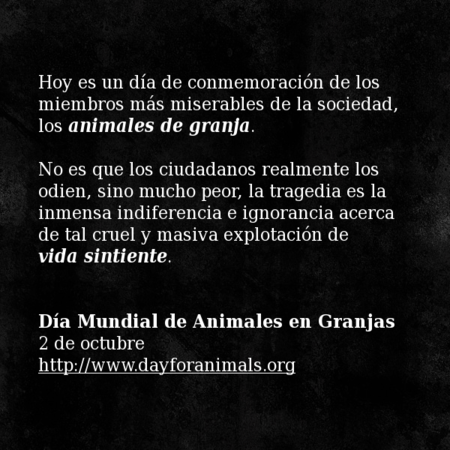 Hoy es un día de conmemoración de los
miembros más miserables de la sociedad,
los animales de granja.
No es que los ciudadanos realmente los
odien, sino mucho peor, la tragedia es la
inmensa indiferencia e ignorancia acerca
de tal cruel y masiva explotación de
vida sintiente.
Día Mundial de Animales en Granjas
2 de octubre
http://www.dayforanimals.org